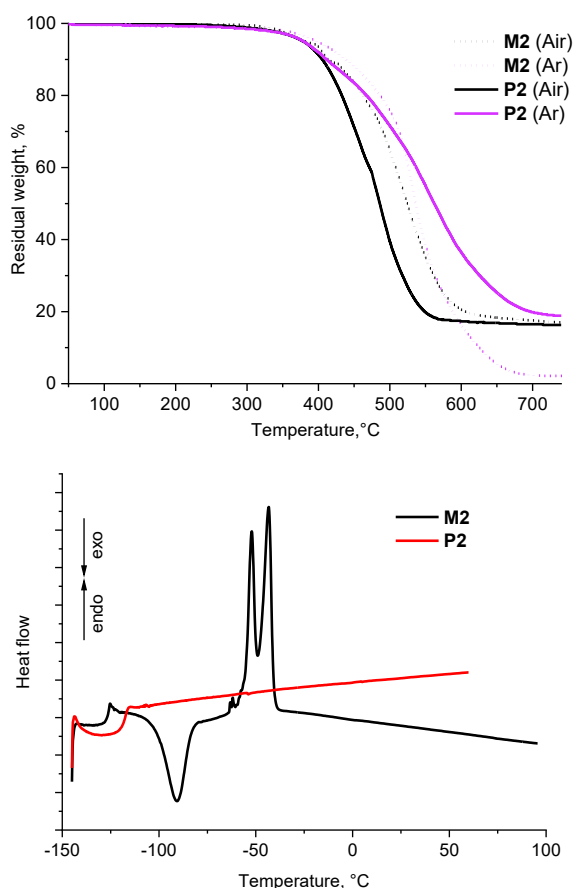 100
80
60
40
20
0
Residual weight, %
M2 (Air)
M2 (Ar)
P2 (Air)
P2 (Ar)
100 200 300 400 500 600 700
Temperature,°C
Heat flow
exo
endo
M2
P2
-150 -100 -50 0 50 100
Temperature, °C